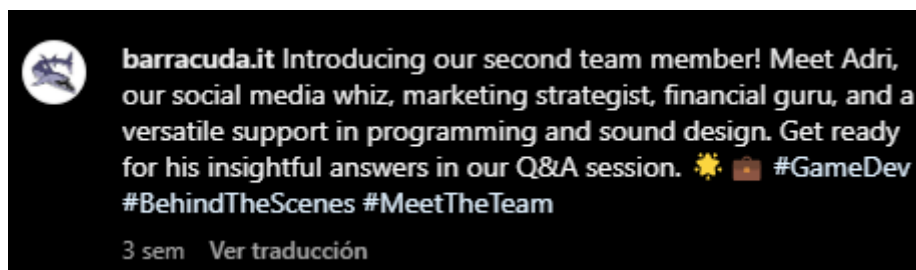 barracuda.it Introducing our second team member! Meet Adri,
our social media whiz, marketing strategist, financial guru, and a
versatile support in programming and sound design. Get ready
for his insightful answers in our Q&A session. 🌟 💼 #GameDev
#BehindTheScenes #MeetTheTeam
3 sem Ver traducción